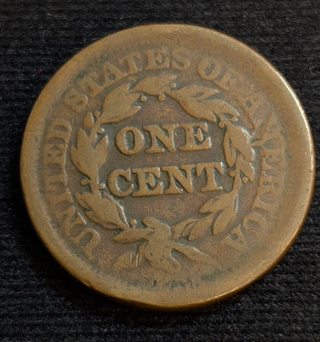 UNITED STATES OF AMERICA
ONE
CENT